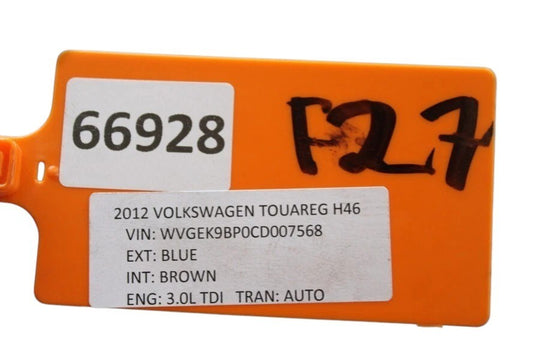 66928
F27
2012 VOLKSWAGEN TOUAREG H46
VIN: WVGEK9BP0CD007568
EXT: BLUE
INT: BROWN
ENG: 3.0L TDI TRAN: AUTO